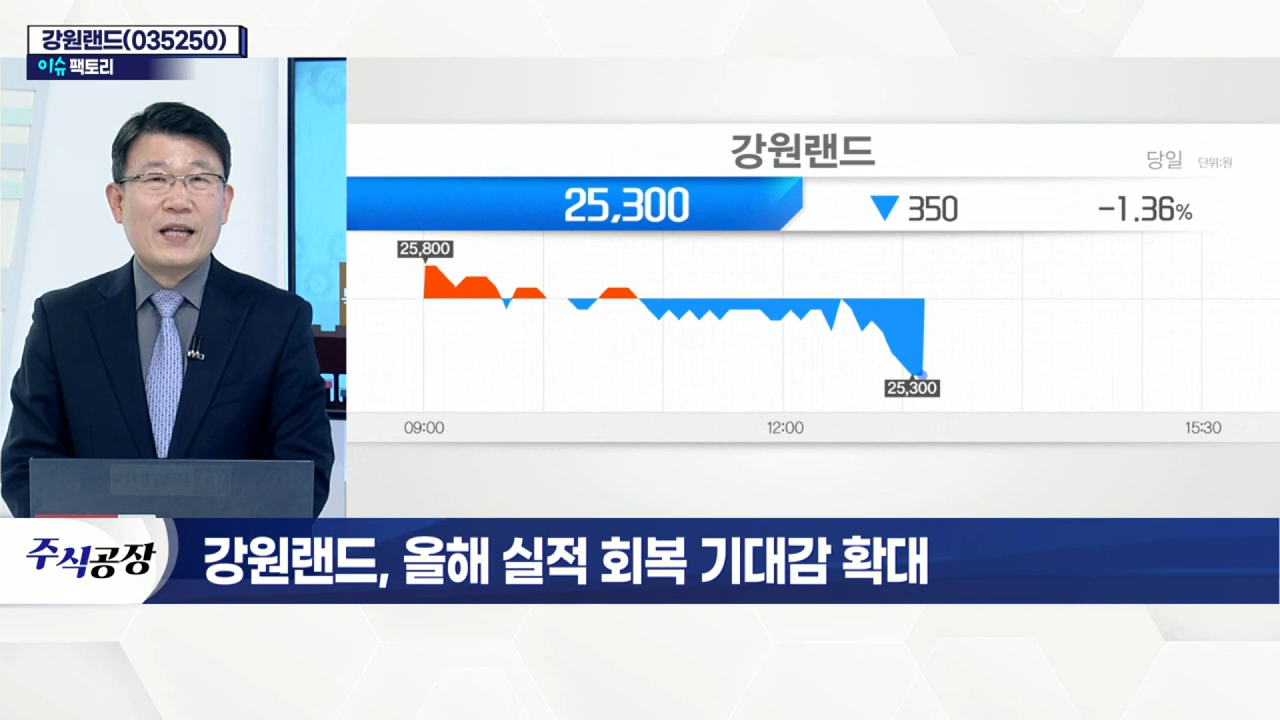 강원랜드(035250)
이슈 팩토리
강원랜드
당일 단위:원
25,300 ▼ 350 -1.36%
25,800
25,300
09:00 12:00 15:30
주식공장
강원랜드, 올해 실적 회복 기대감 확대